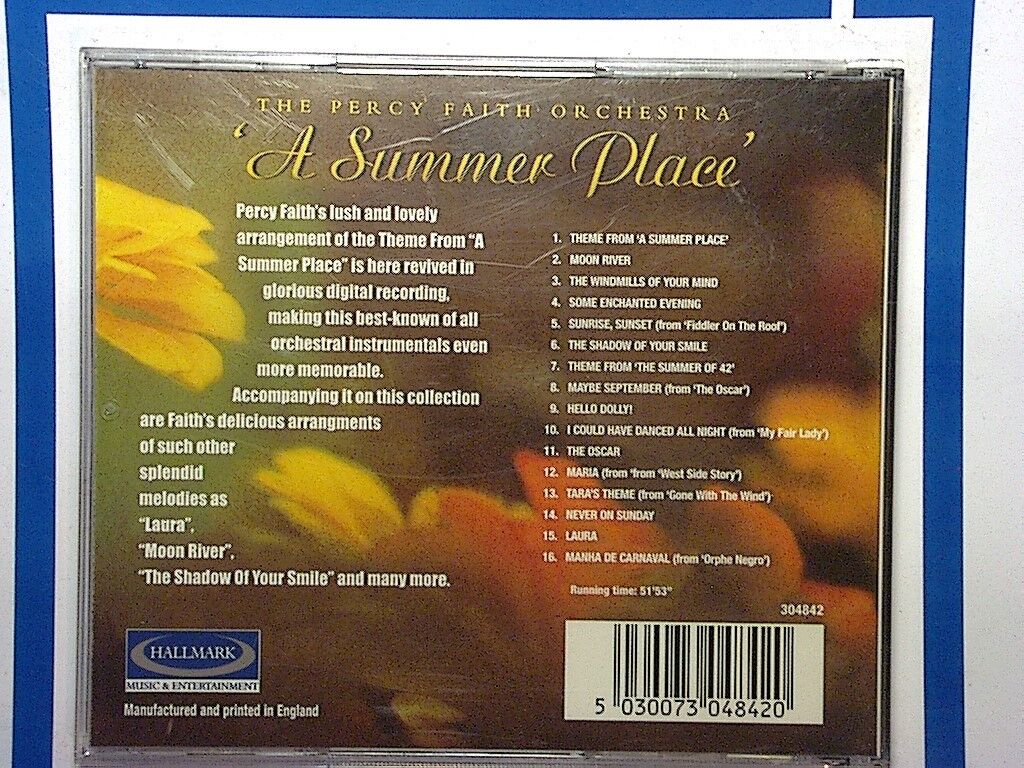 THE PERCY FAITH ORCHESTRA
'A Summer Place'
Percy Faith's lush and lovely
arrangement of the Theme From "A
Summer Place" is here revived in
glorious digital recording,
making this best-known of all
orchestral instrumentals even
more memorable.
Accompanying it on this collection
are Faith's delicious arrangments
of such other
splendid
melodies as
"Laura",
"Moon River",
"The Shadow Of Your Smile" and many more.
1. THEME FROM 'A SUMMER PLACE'
2. MOON RIVER
3. THE WINDMILLS OF YOUR MIND
4. SOME ENCHANTED EVENING
5. SUNRISE, SUNSET (from 'Fiddler On The Roof')
6. THE SHADOW OF YOUR SMILE
7. THEME FROM 'THE SUMMER OF 42'
8. MAYBE SEPTEMBER (from 'The Oscar')
9. HELLO DOLLY!
10. I COULD HAVE DANCED ALL NIGHT (from 'My Fair Lady')
11. THE OSCAR
12. MARIA (from 'from 'West Side Story')
13. TARA'S THEME (from 'Gone With The Wind')
14. NEVER ON SUNDAY
15. LAURA
16. MANHA DE CARNAVAL (from 'Orphe Negro')
Running time: 51'53"
304842
5 030073 048420
HALLMARK
MUSIC & ENTERTAINMENT
Manufactured and printed in England